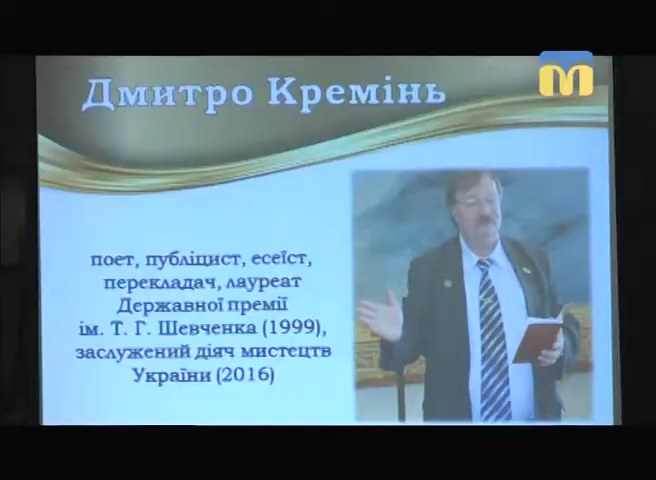 Дмитро Кремінь
поет, публіцист, есеїст,
перекладач, лауреат
Державної премії
ім. Т. Г. Шевченка (1999),
заслужений діяч мистецтв
України (2016)